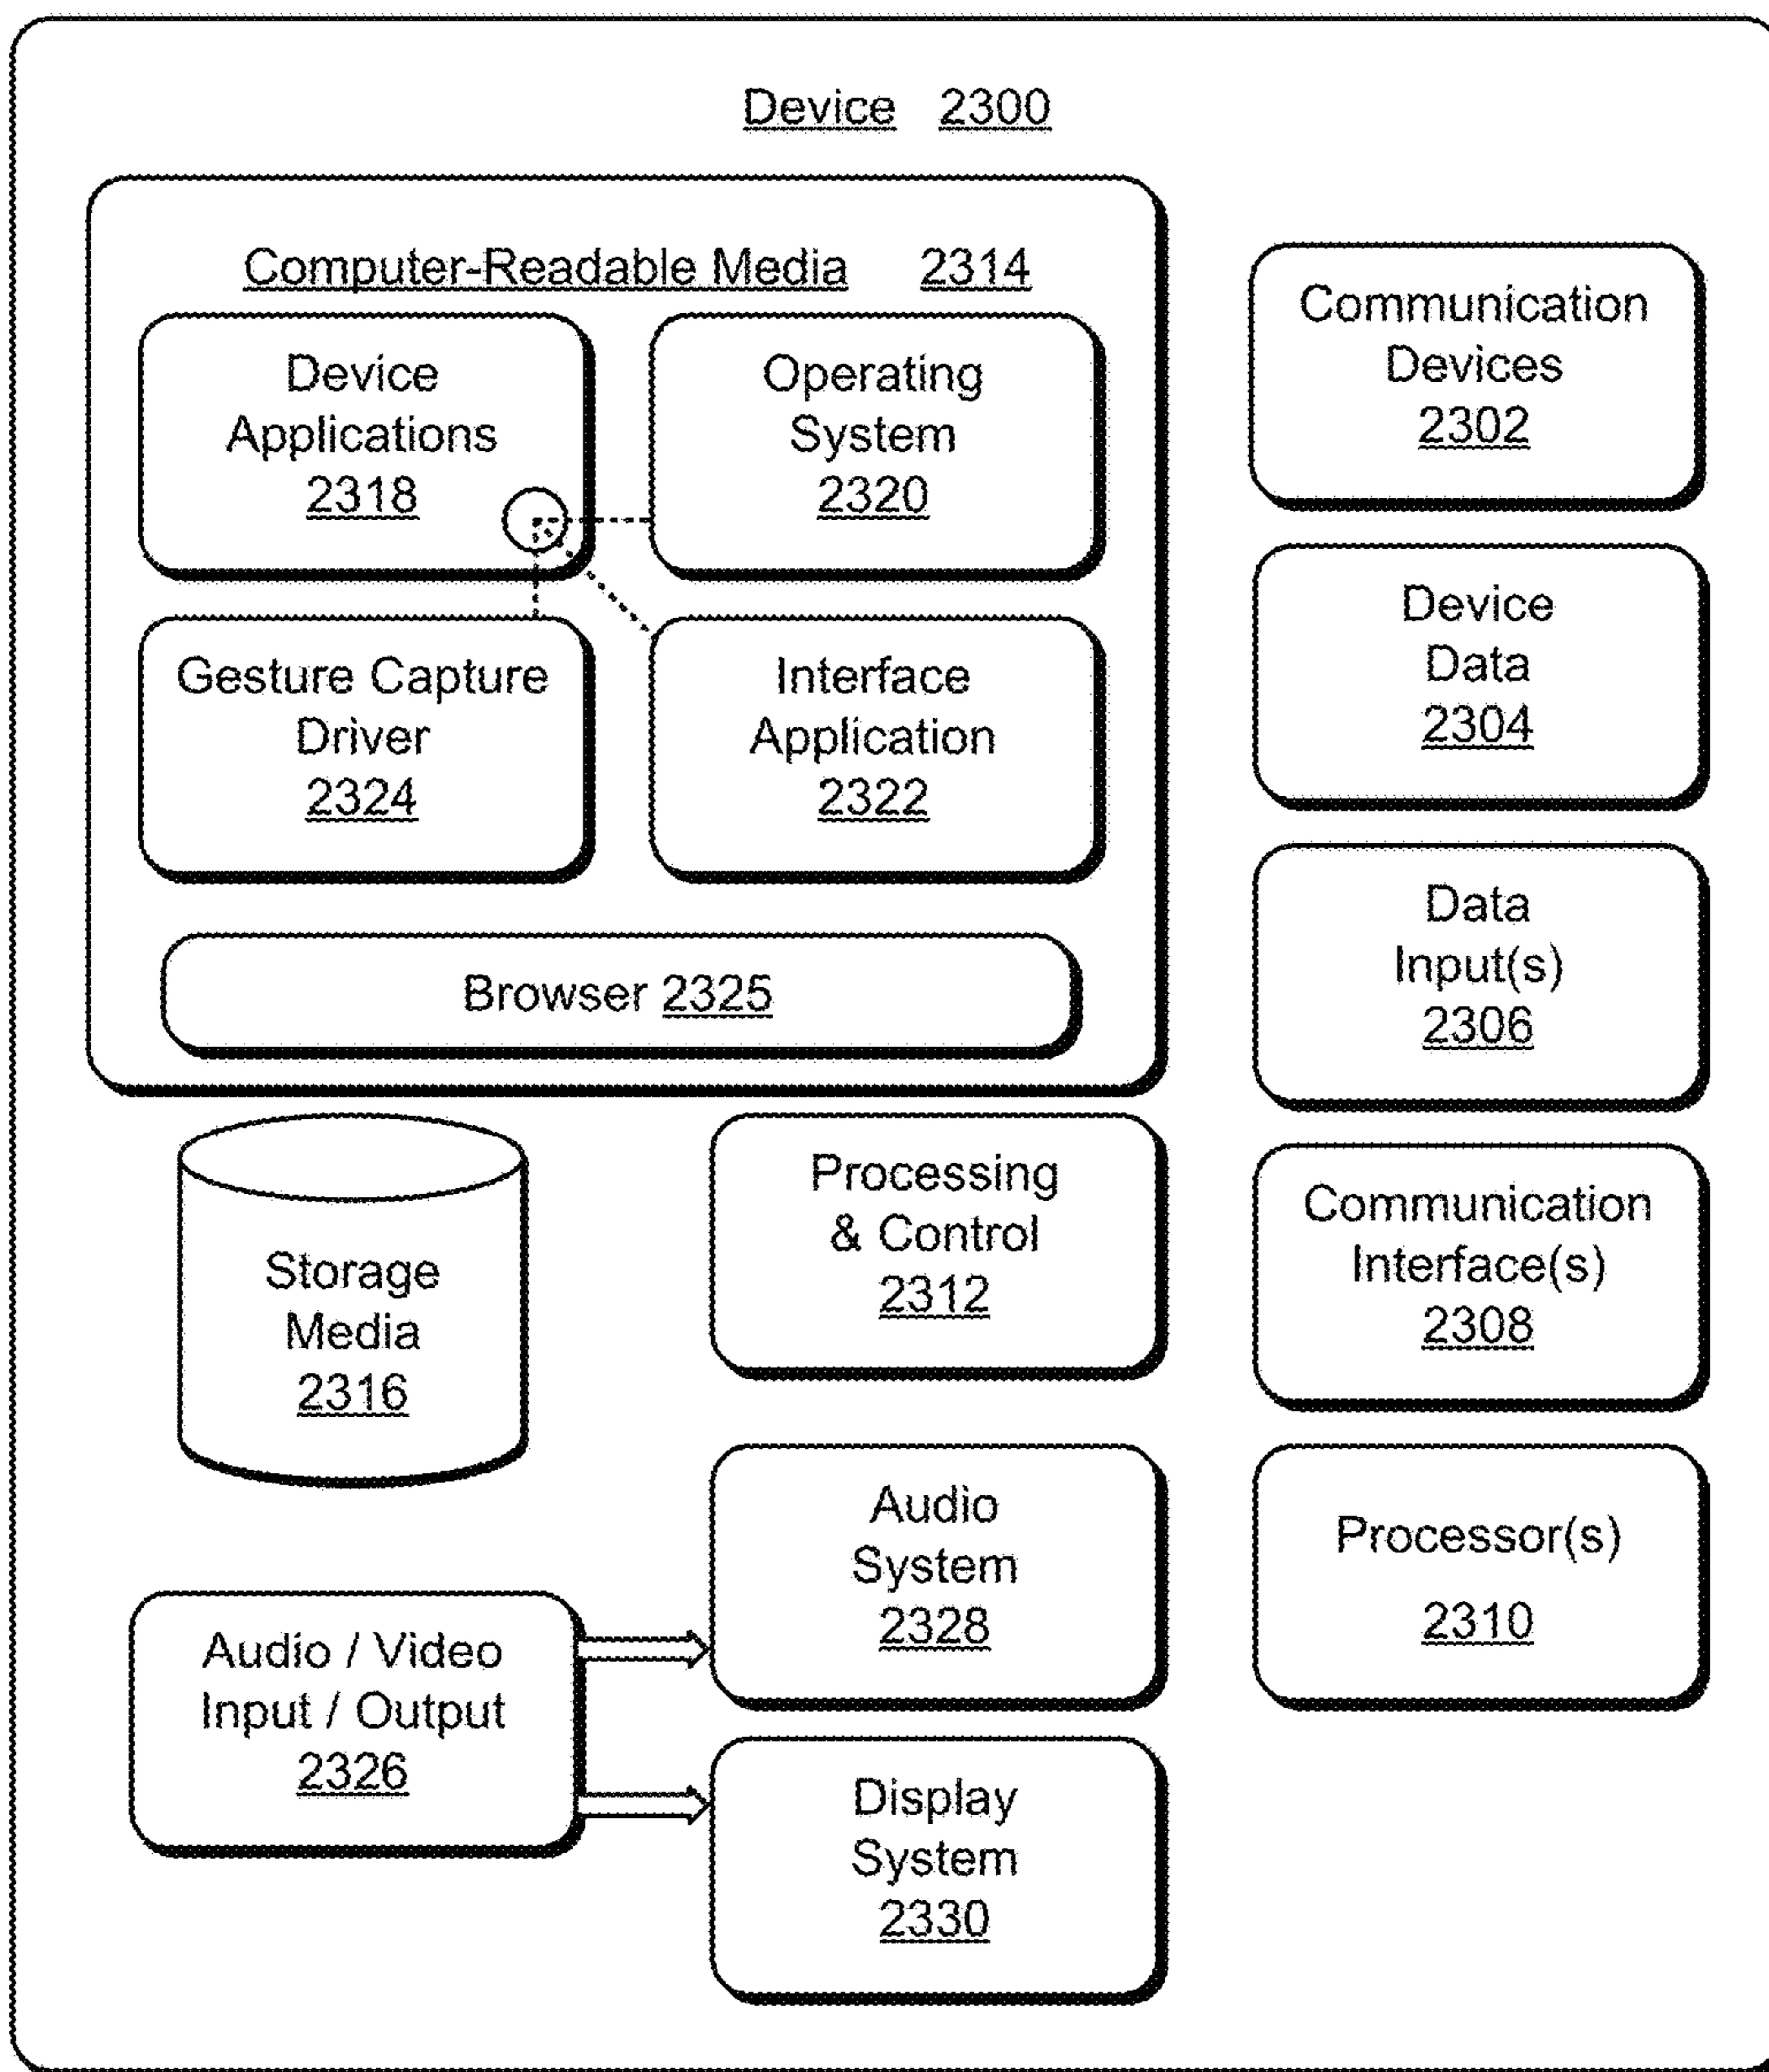 Device 2300
Computer-Readable Media 2314
Device
Applications
2318
Operating
System
2320
Gesture Capture
Driver
2324
Interface
Application
2322
Browser 2325
Storage
Media
2316
Processing
& Control
2312
Audio / Video
Input / Output
2326
Audio
System
2328
Display
System
2330
Communication
Devices
2302
Device
Data
2304
Data
Input(s)
2306
Communication
Interface(s)
2308
Processor(s)
2310